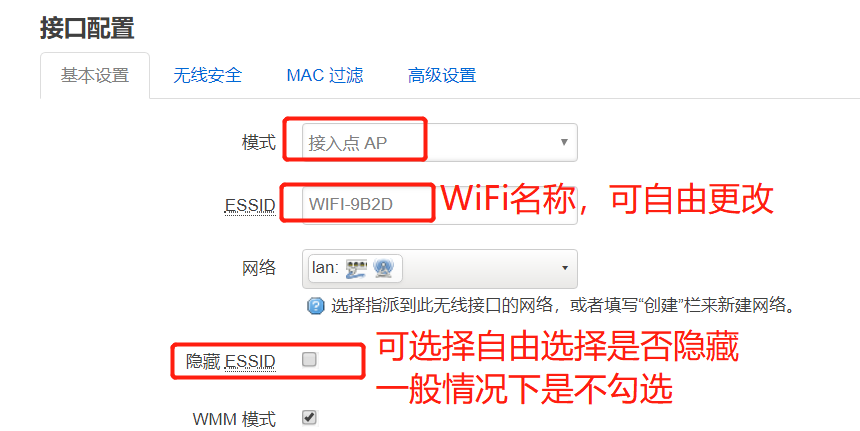 接口配置
基本设置 无线安全 MAC 过滤 高级设置
模式 接入点 AP
ESSID WIFI-9B2D WiFi名称，可自由更改
网络 lan:
选择指派到此无线接口的网络，或者填写“创建”栏来新建网络。
隐藏 ESSID 可选择自由选择是否隐藏
一般情况下是不勾选
WMM 模式